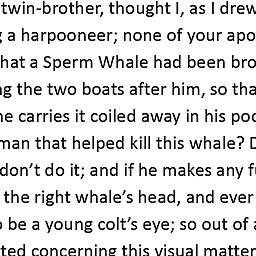 twin-brother, thought I, as I drew
a harpooneer; none of your apo
hat a Sperm Whale had been bro
the two boats after him, so tha
he carries it coiled away in his poc
man that helped kill this whale? D
don’t do it; and if he makes any f
the right whale’s head, and ever
be a young colt’s eye; so out of a
ted concerning this visual matter